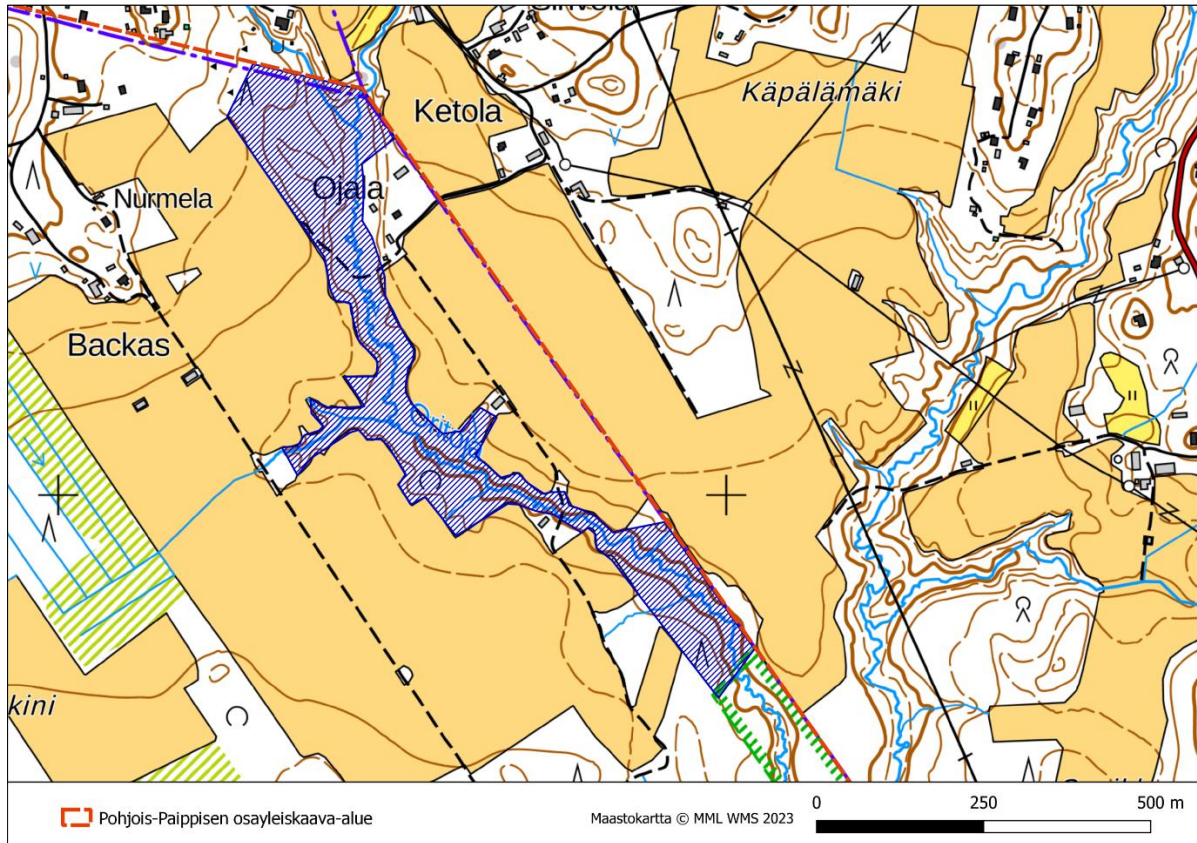 Käpälämäki
Ketola
Ojala
Nurmela
Backas
kini
Pohjois-Paippisen osayleiskaava-alue
Maastokartta © MML WMS 2023
0 250 500 m